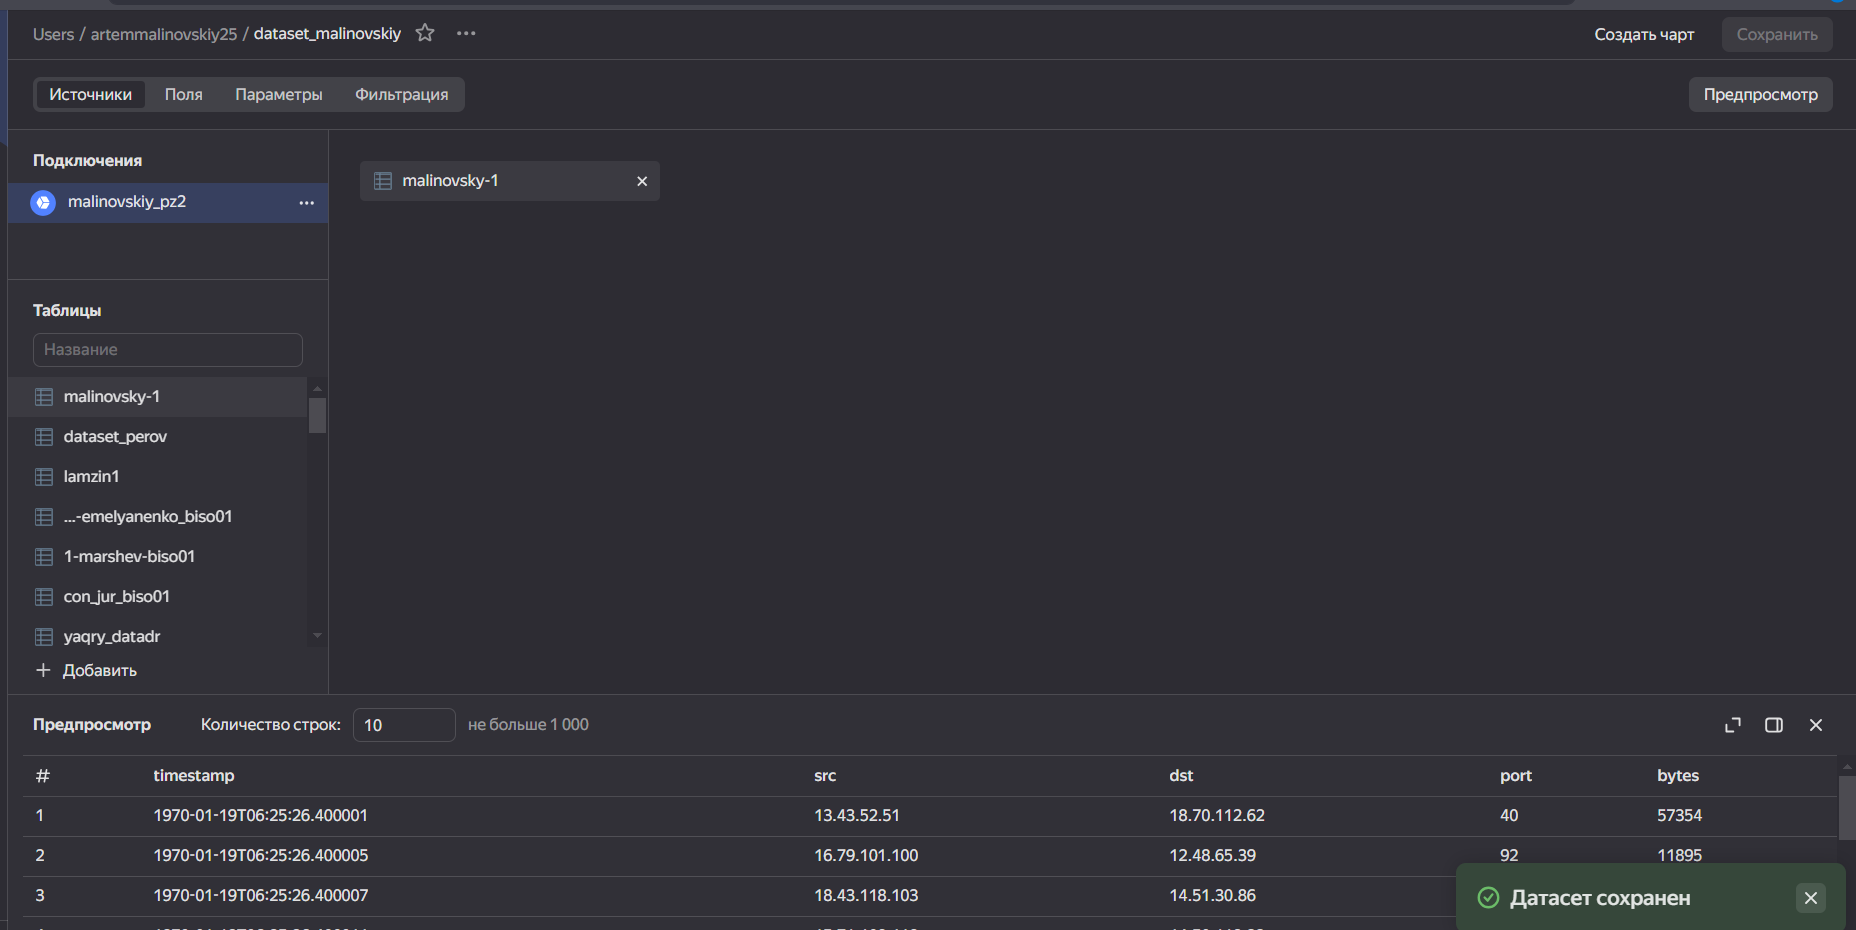 Users / artemmalinovskiy25 / dataset_malinovskiy
Создать чарт
Сохранить
Источники Поля Параметры Фильтрация
Предпросмотр
Подключения
malinovskiy_pz2
malinovsky-1
Таблицы
Название
malinovsky-1
dataset_perov
lamzin1
...-emelyanenko_biso01
1-marshev-biso01
con_jur_biso01
yaqry_datadr
Добавить
Предпросмотр Количество строк: 10 не больше 1 000
# timestamp src dst port bytes
1 1970-01-19T06:25:26.400001 13.43.52.51 18.70.112.62 40 57354
2 1970-01-19T06:25:26.400005 16.79.101.100 12.48.65.39 92 11895
3 1970-01-19T06:25:26.400007 18.43.118.103 14.51.30.86
Датасет сохранен